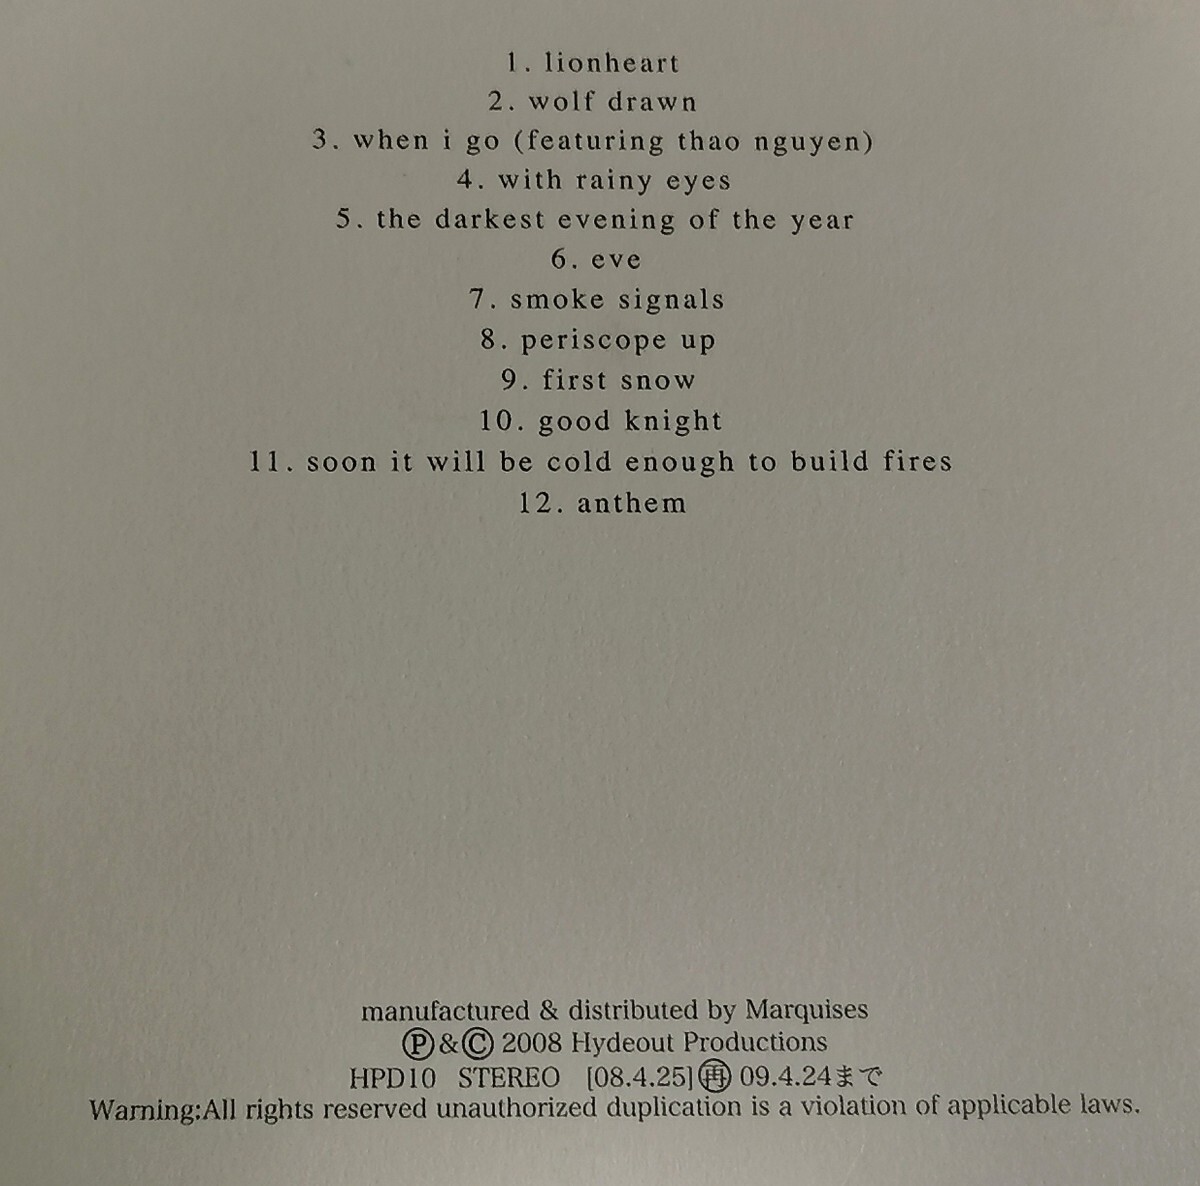 1. lionheart
2. wolf drawn
3. when i go (featuring thao nguyen)
4. with rainy eyes
5. the darkest evening of the year
6. eve
7. smoke signals
8. periscope up
9. first snow
10. good knight
11. soon it will be cold enough to build fires
12. anthem
manufactured & distributed by Marquises
Ⓟ&Ⓒ 2008 Hydeout Productions
HPD10 STEREO [08.4.25]㊢ 09.4.24まで
Warning:All rights reserved unauthorized duplication is a violation of applicable laws.